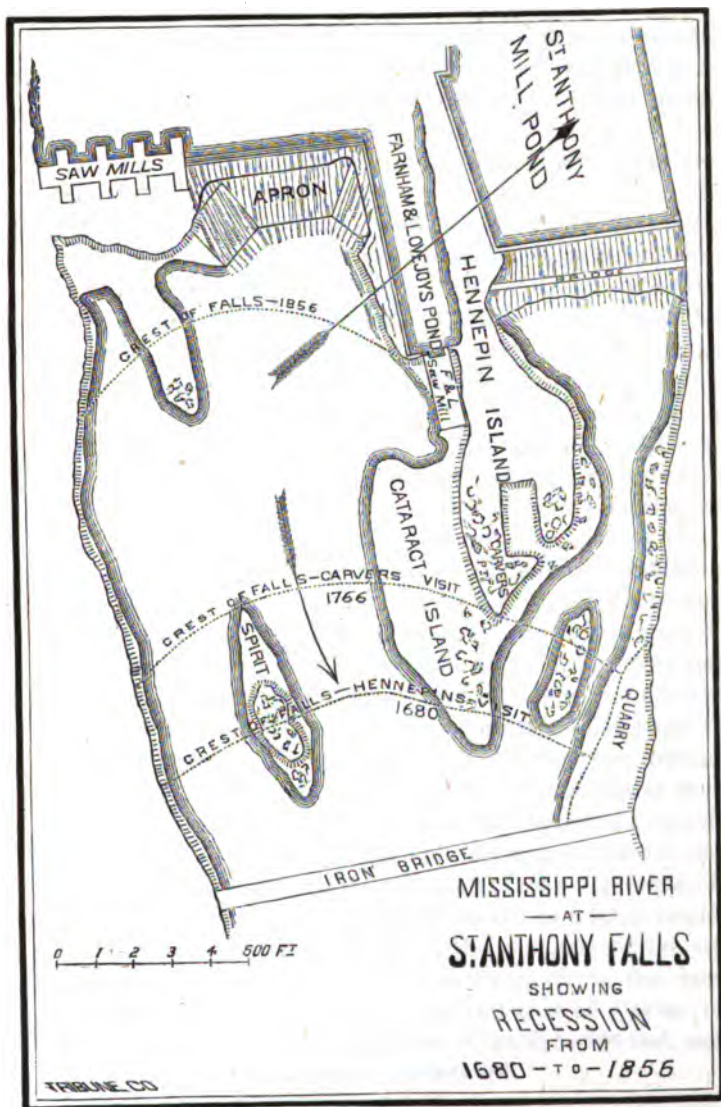 ST ANTHONY
MILL POND
SAW MILLS
APRON
FARNHAM & LOVEJOYS POND
HENNEPIN ISLAND
BRIDGE
CREST OF FALLS-1856
F & L
SAW MILL
CARVERS
PIT
CATARACT
ISLAND
CREST OF FALLS-CARVERS VISIT
1766
SPIRIT
CREST OF FALLS-HENNEPINS VISIT
1680
QUARRY
IRON BRIDGE
0 1 2 3 4 500 FT
MISSISSIPPI RIVER
—AT—
ST ANTHONY FALLS
SHOWING
RECESSION
FROM
1680-TO-1856
TRIBUNE CO